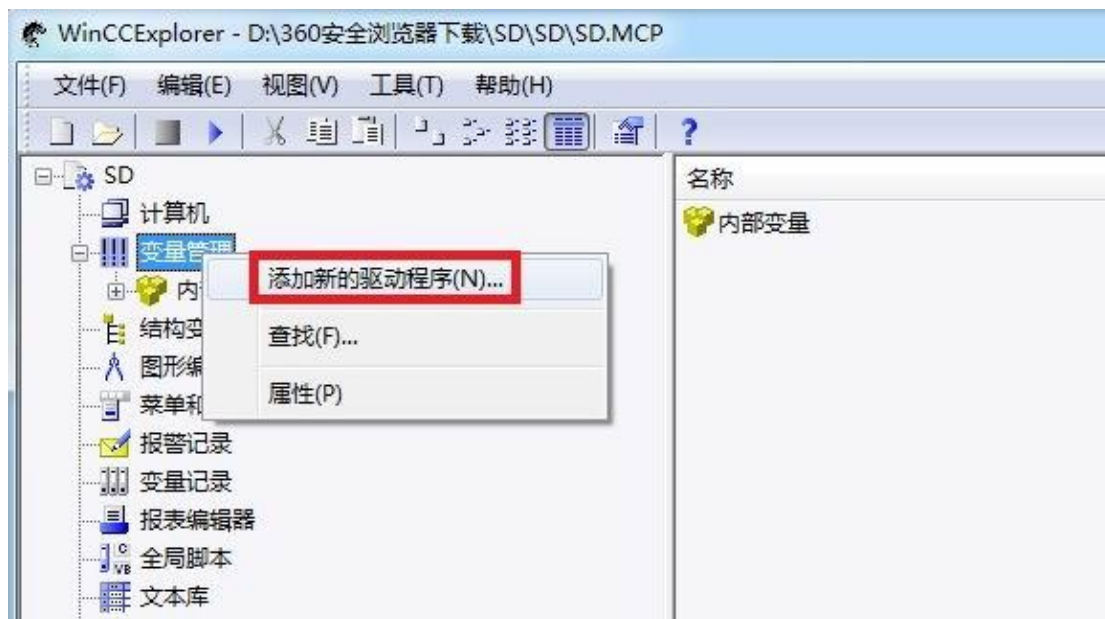 WinCCExplorer - D:\360安全浏览器下载\SD\SD\SD.MCP
文件(F) 编辑(E) 视图(V) 工具(T) 帮助(H)
SD
名称
计算机
内部变量
变量管理
添加新的驱动程序(N)...
内
结构变
查找(F)...
图形编
属性(P)
菜单和
报警记录
变量记录
报表编辑器
全局脚本
文本库